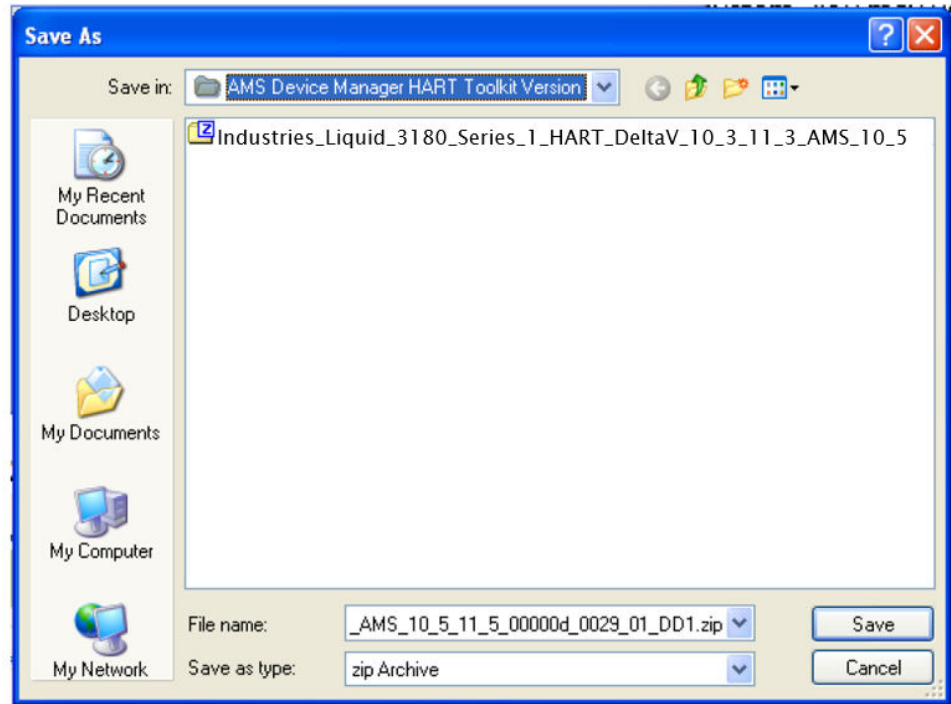 Save As
Save in:
AMS Device Manager HART Toolkit Version
Industries_Liquid_3180_Series_1_HART_DeltaV_10_3_11_3_AMS_10_5
My Recent
Documents
Desktop
My Documents
My Computer
My Network
File name:
_AMS_10_5_11_5_00000d_0029_01_DD1.zip
Save
Save as type:
zip Archive
Cancel